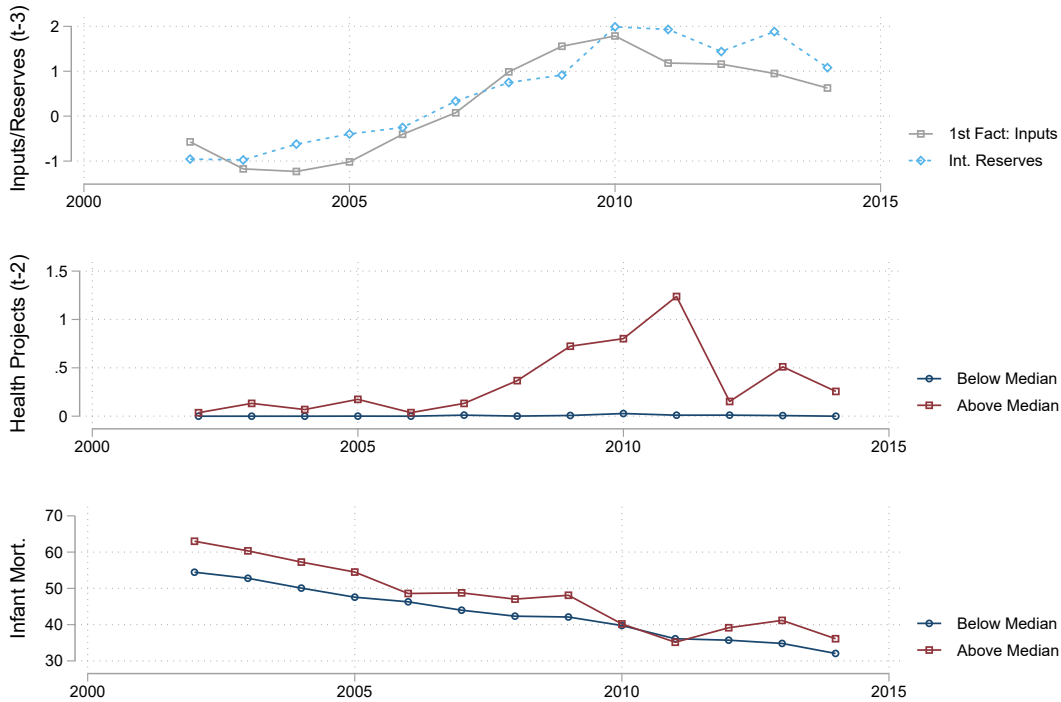 Inputs/Reserves (t-3)
2
1
0
-1
2000 2005 2010 2015
1st Fact: Inputs
Int. Reserves
Health Projects (t-2)
1.5
1
.5
0
2000 2005 2010 2015
Below Median
Above Median
Infant Mort.
70
60
50
40
30
2000 2005 2010 2015
Below Median
Above Median